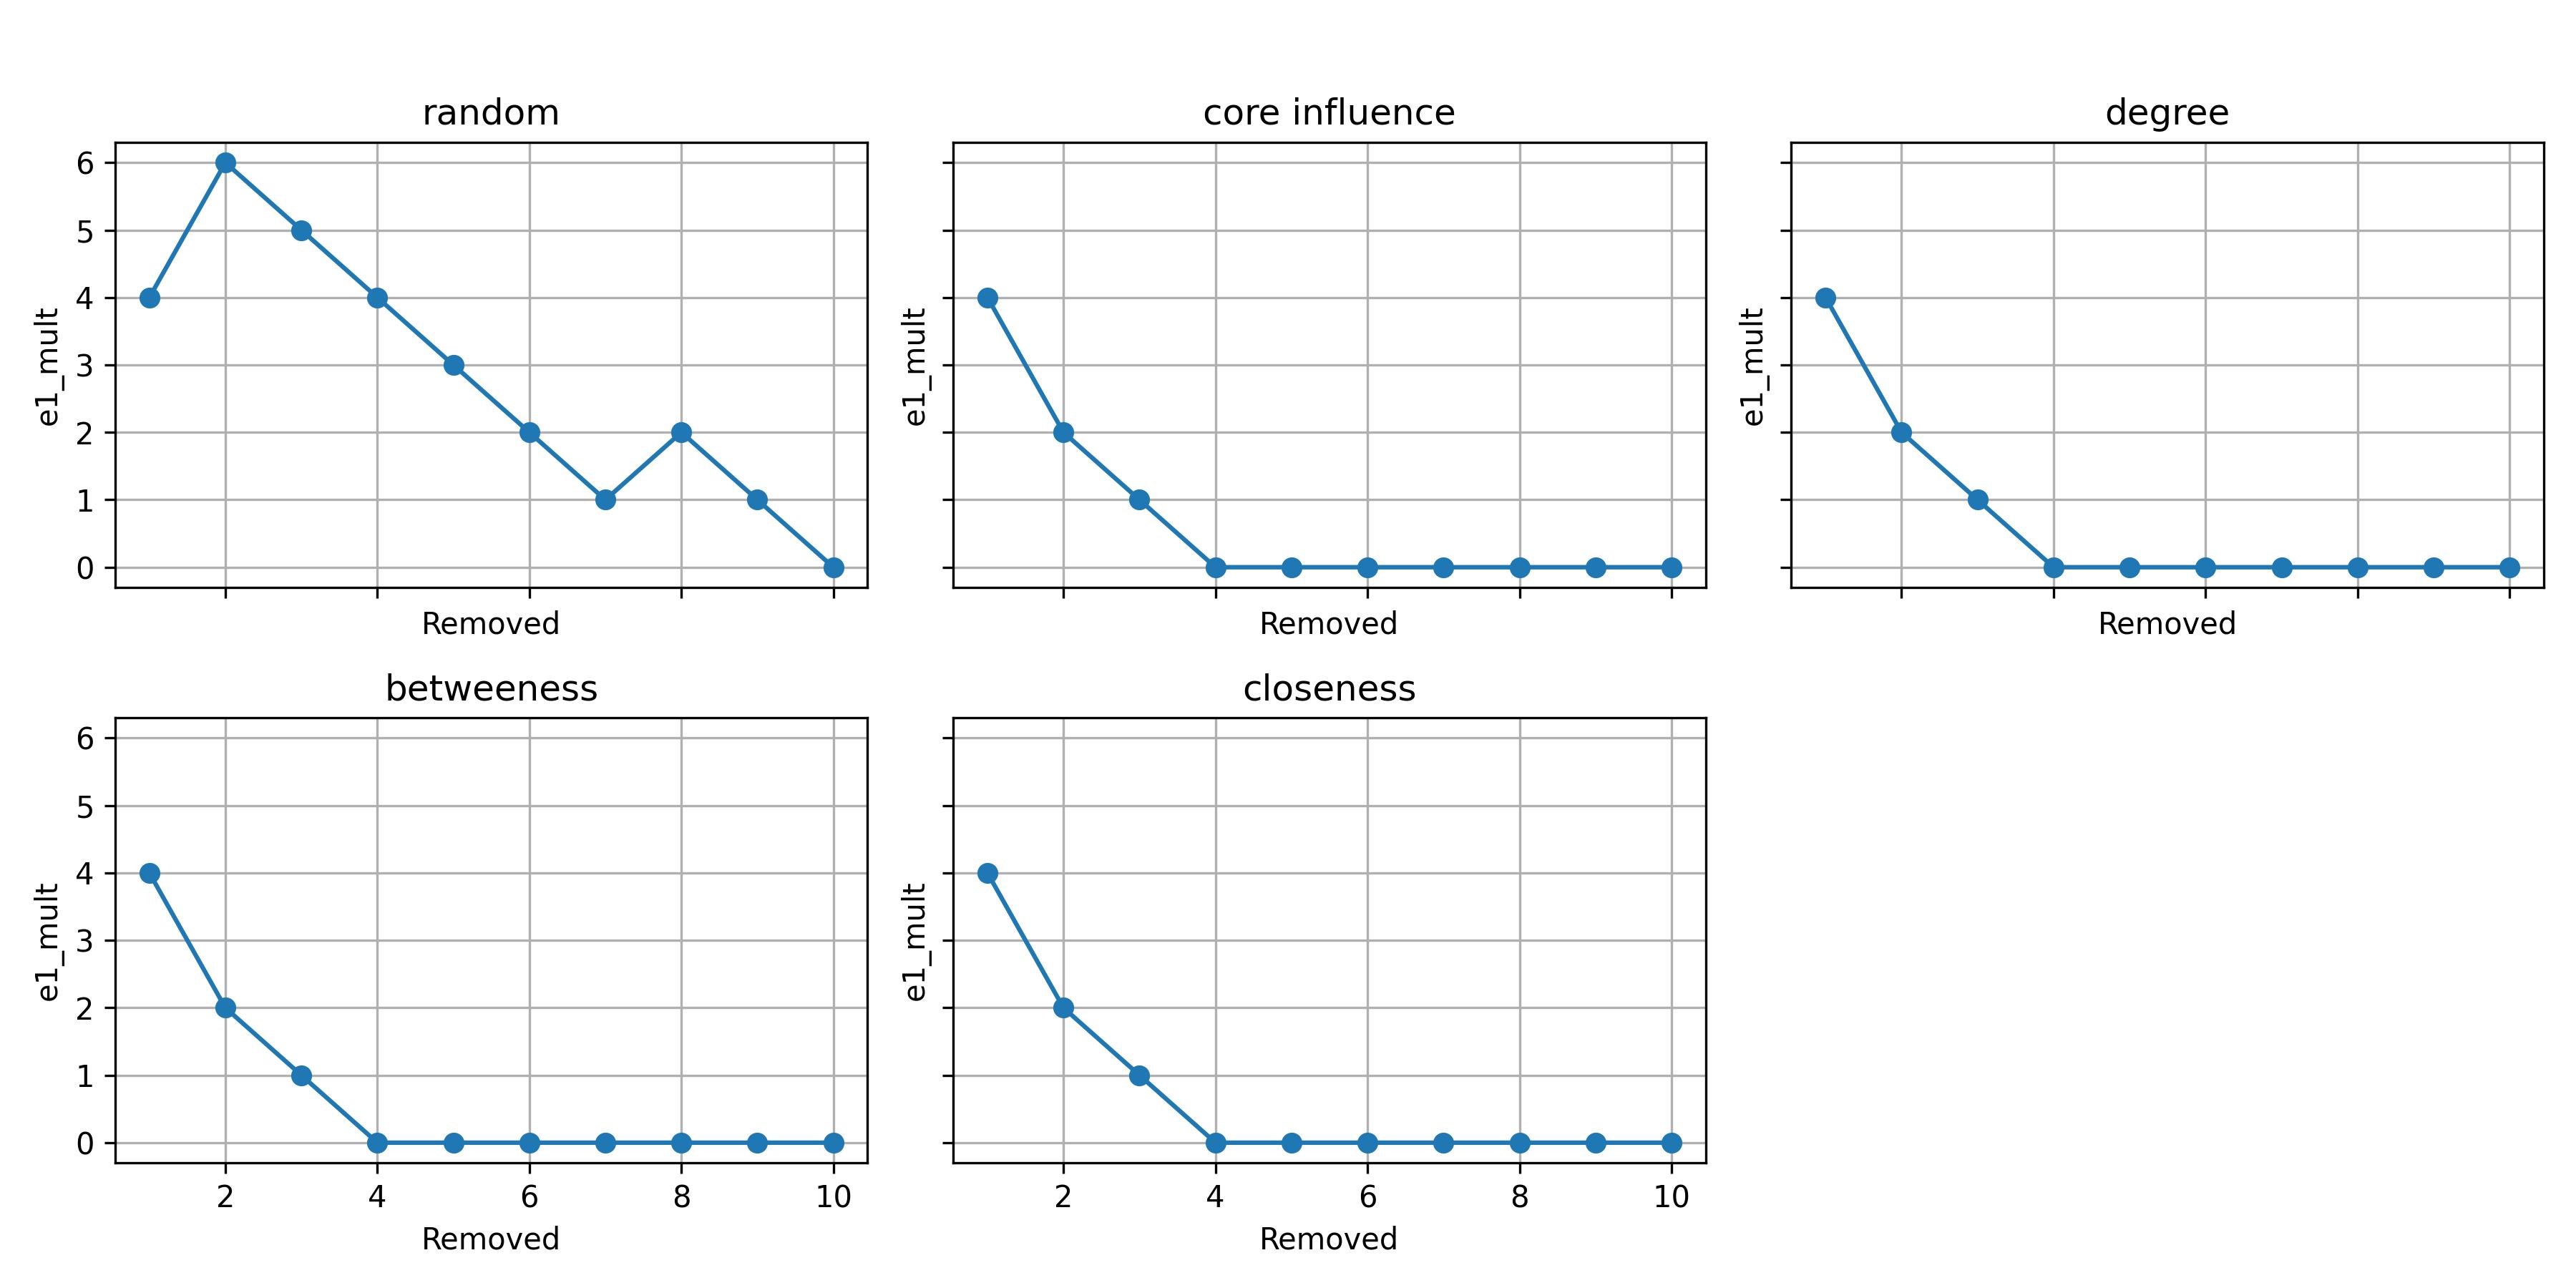 random
6
5
4
3
2
1
0
e1_mult
Removed
core influence
e1_mult
Removed
degree
e1_mult
Removed
betweeness
6
5
4
3
2
1
0
e1_mult
2 4 6 8 10
Removed
closeness
e1_mult
2 4 6 8 10
Removed